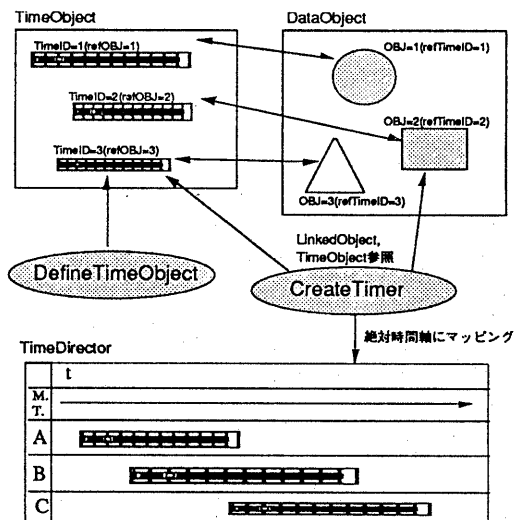 TimeObject
DataObject
TimeID=1(refOBJ=1)
OBJ=1(refTimeID=1)
TimeID=2(refOBJ=2)
OBJ=2(refTimeID=2)
TimeID=3(refOBJ=3)
OBJ=3(refTimeID=3)
LinkedObject,
TimeObject参照
DefineTimeObject
CreateTimer
絶対時間軸にマッピング
TimeDirector
t
M.
T.
A
B
C